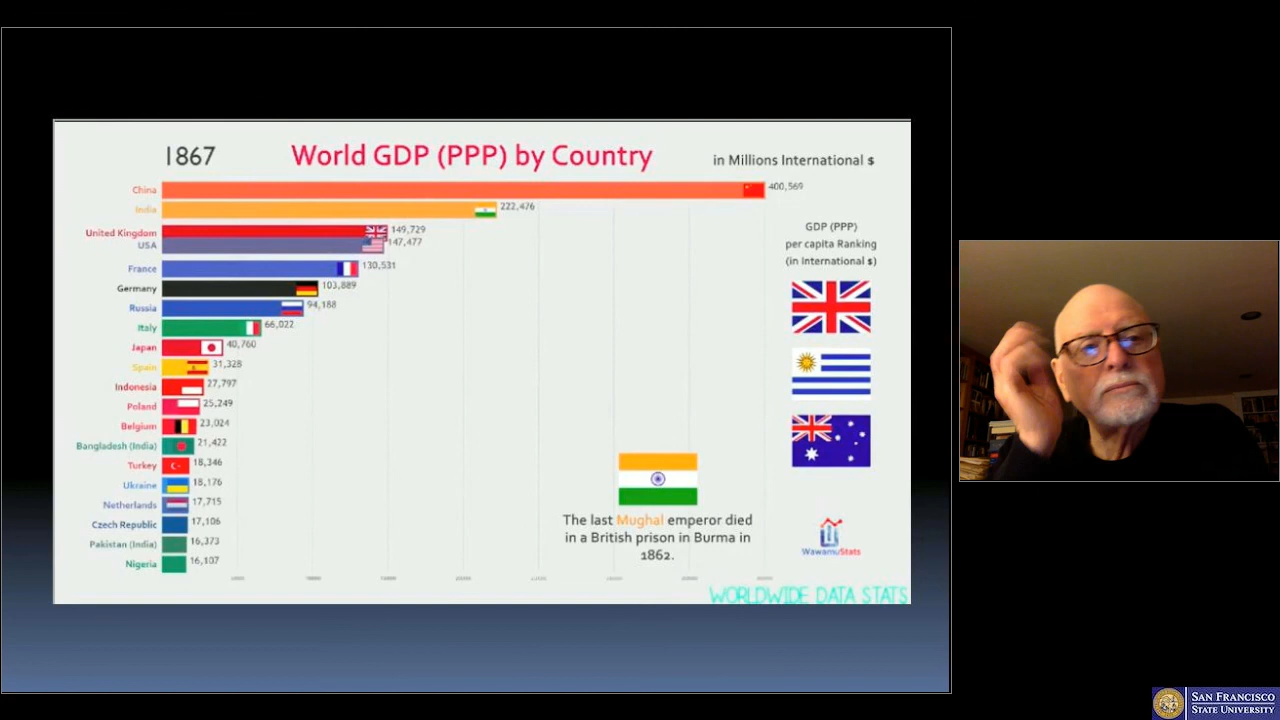 1867
World GDP (PPP) by Country
in Millions International $
China 400,569
India 222,476
United Kingdom 149,729
USA 147,477
France 130,531
Germany 103,889
Russia 94,188
Italy 66,022
Japan 40,760
Spain 31,328
Indonesia 27,797
Poland 25,249
Belgium 23,024
Bangladesh (India) 21,422
Turkey 18,346
Ukraine 18,176
Netherlands 17,715
Czech Republic 17,106
Pakistan (India) 16,373
Nigeria 16,107
GDP (PPP)
per capita Ranking
(in International $)
The last Mughal emperor died
in a British prison in Burma in
1862.
WawamuStats
WORLDWIDE DATA STATS
SAN FRANCISCO
STATE UNIVERSITY